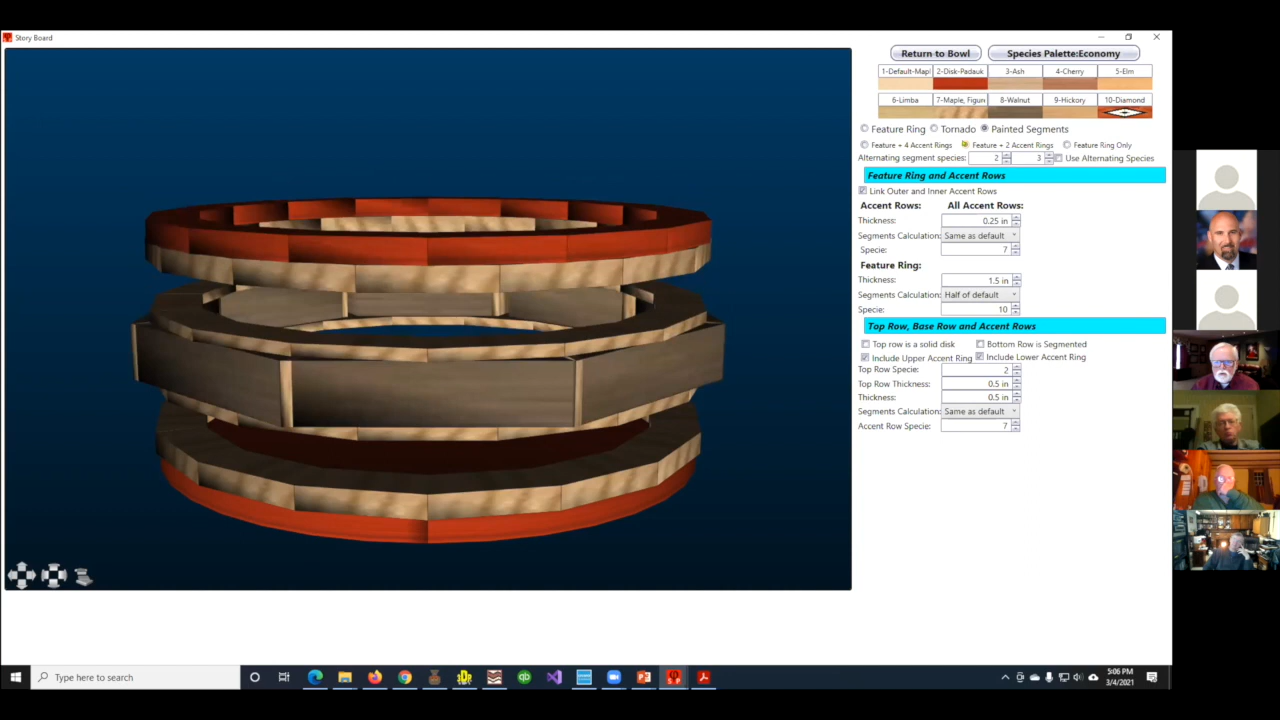 Story Board
Return to Bowl
Species Palette:Economy
1-Default-Mapl
2-Disk-Padauk
3-Ash
4-Cherry
5-Elm
6-Limba
7-Maple, Figun
8-Walnut
9-Hickory
10-Diamond
Feature Ring
Tornado
Painted Segments
Feature + 4 Accent Rings
Feature + 2 Accent Rings
Feature Ring Only
Alternating segment species: 2 3 Use Alternating Species
Feature Ring and Accent Rows
Link Outer and Inner Accent Rows
Accent Rows: All Accent Rows:
Thickness: 0.25 in
Segments Calculation: Same as default
Specie: 7
Feature Ring:
Thickness: 1.5 in
Segments Calculation: Half of default
Specie: 10
Top Row, Base Row and Accent Rows
Top row is a solid disk
Bottom Row is Segmented
Include Upper Accent Ring
Include Lower Accent Ring
Top Row Specie: 2
Top Row Thickness: 0.5 in
Thickness: 0.5 in
Segments Calculation: Same as default
Accent Row Specie: 7
Type here to search
5:06 PM
3/4/2021